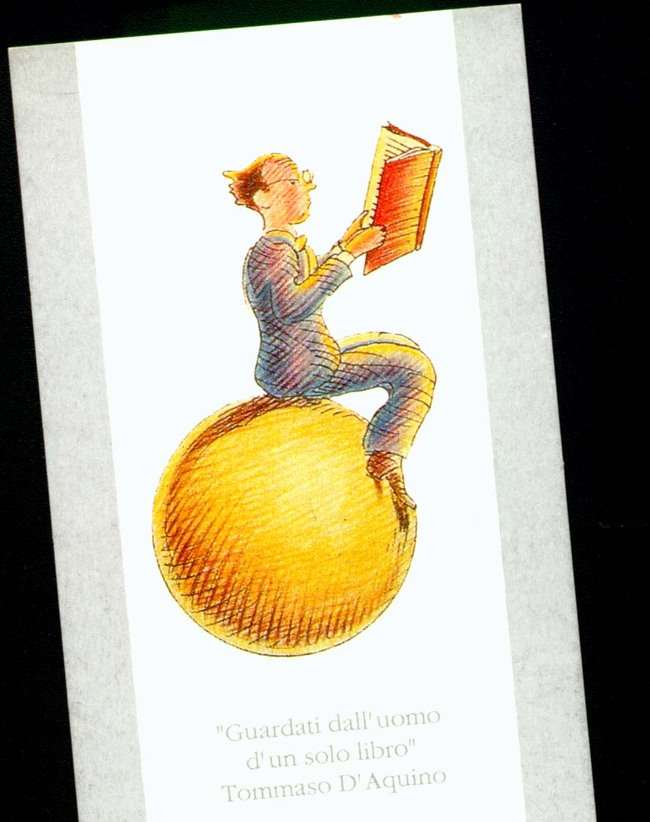 "Guardati dall'uomo
d'un solo libro"
Tommaso D'Aquino